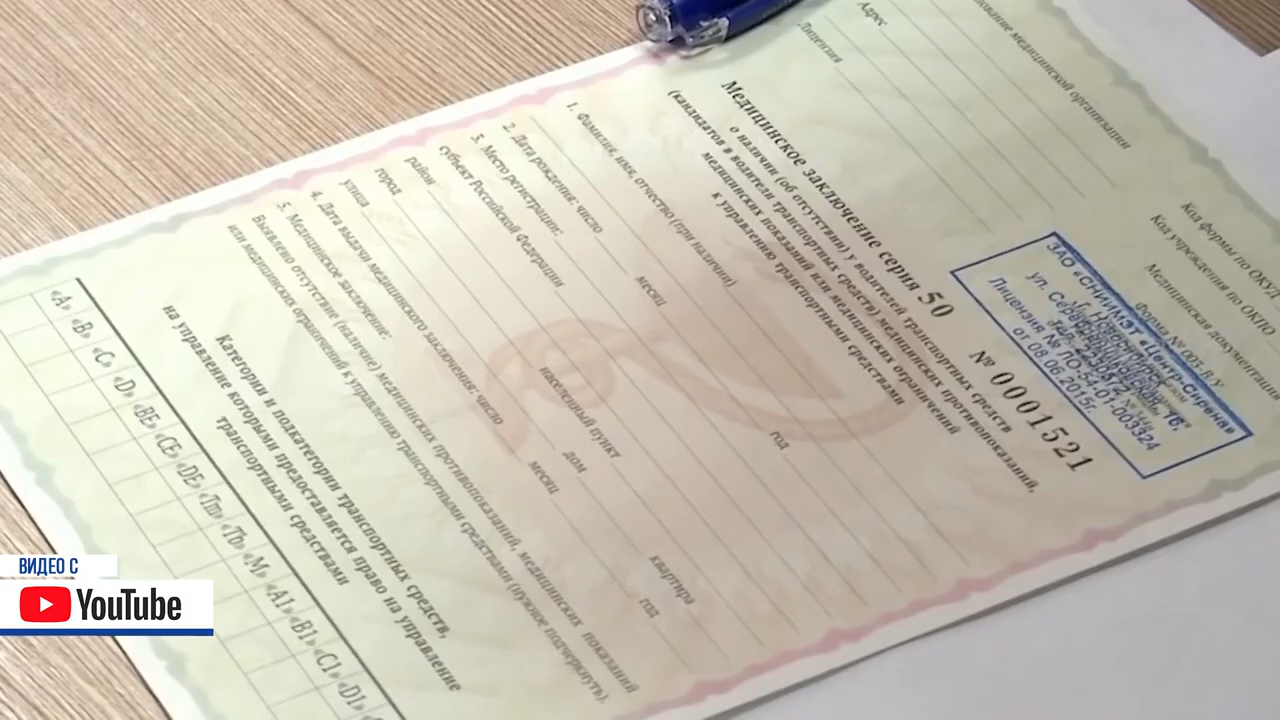 нование медицинской организации
Адрес
Лицензия
Код формы по ОКУД
Код учреждения по ОКПО
Медицинская документация
Форма № 003-В/У
ЗАО «СНИИМЭТ «Центр-Сирена»
ул. 16,
Лицензия № ЛО-54-01-003324
от 08.06.2015г.
Медицинское заключение серия 50 № 0001521
о наличии (об отсутствии) у водителей транспортных средств
(кандидатов в водители транспортных средств) медицинских противопоказаний,
медицинских показаний или медицинских ограничений
к управлению транспортными средствами
1. Фамилия, имя, отчество (при наличии)
2. Дата рождения: число месяц год
3. Место регистрации:
субъект Российской Федерации
район населенный пункт
город
улица дом квартира
4. Дата выдачи медицинского заключения: число месяц год
5. Медицинское заключение:
Выявлено отсутствие (наличие) медицинских противопоказаний, медицинских показаний
или медицинских ограничений к управлению транспортными средствами (нужное подчеркнуть).
Категории и подкатегории транспортных средств,
на управление которыми предоставляется право на управление
транспортными средствами
«A» «B» «C» «D» «BE» «CE» «DE» «Tm» «Tb» «M» «A1» «B1» «C1» «D1»
ВИДЕО С
YouTube